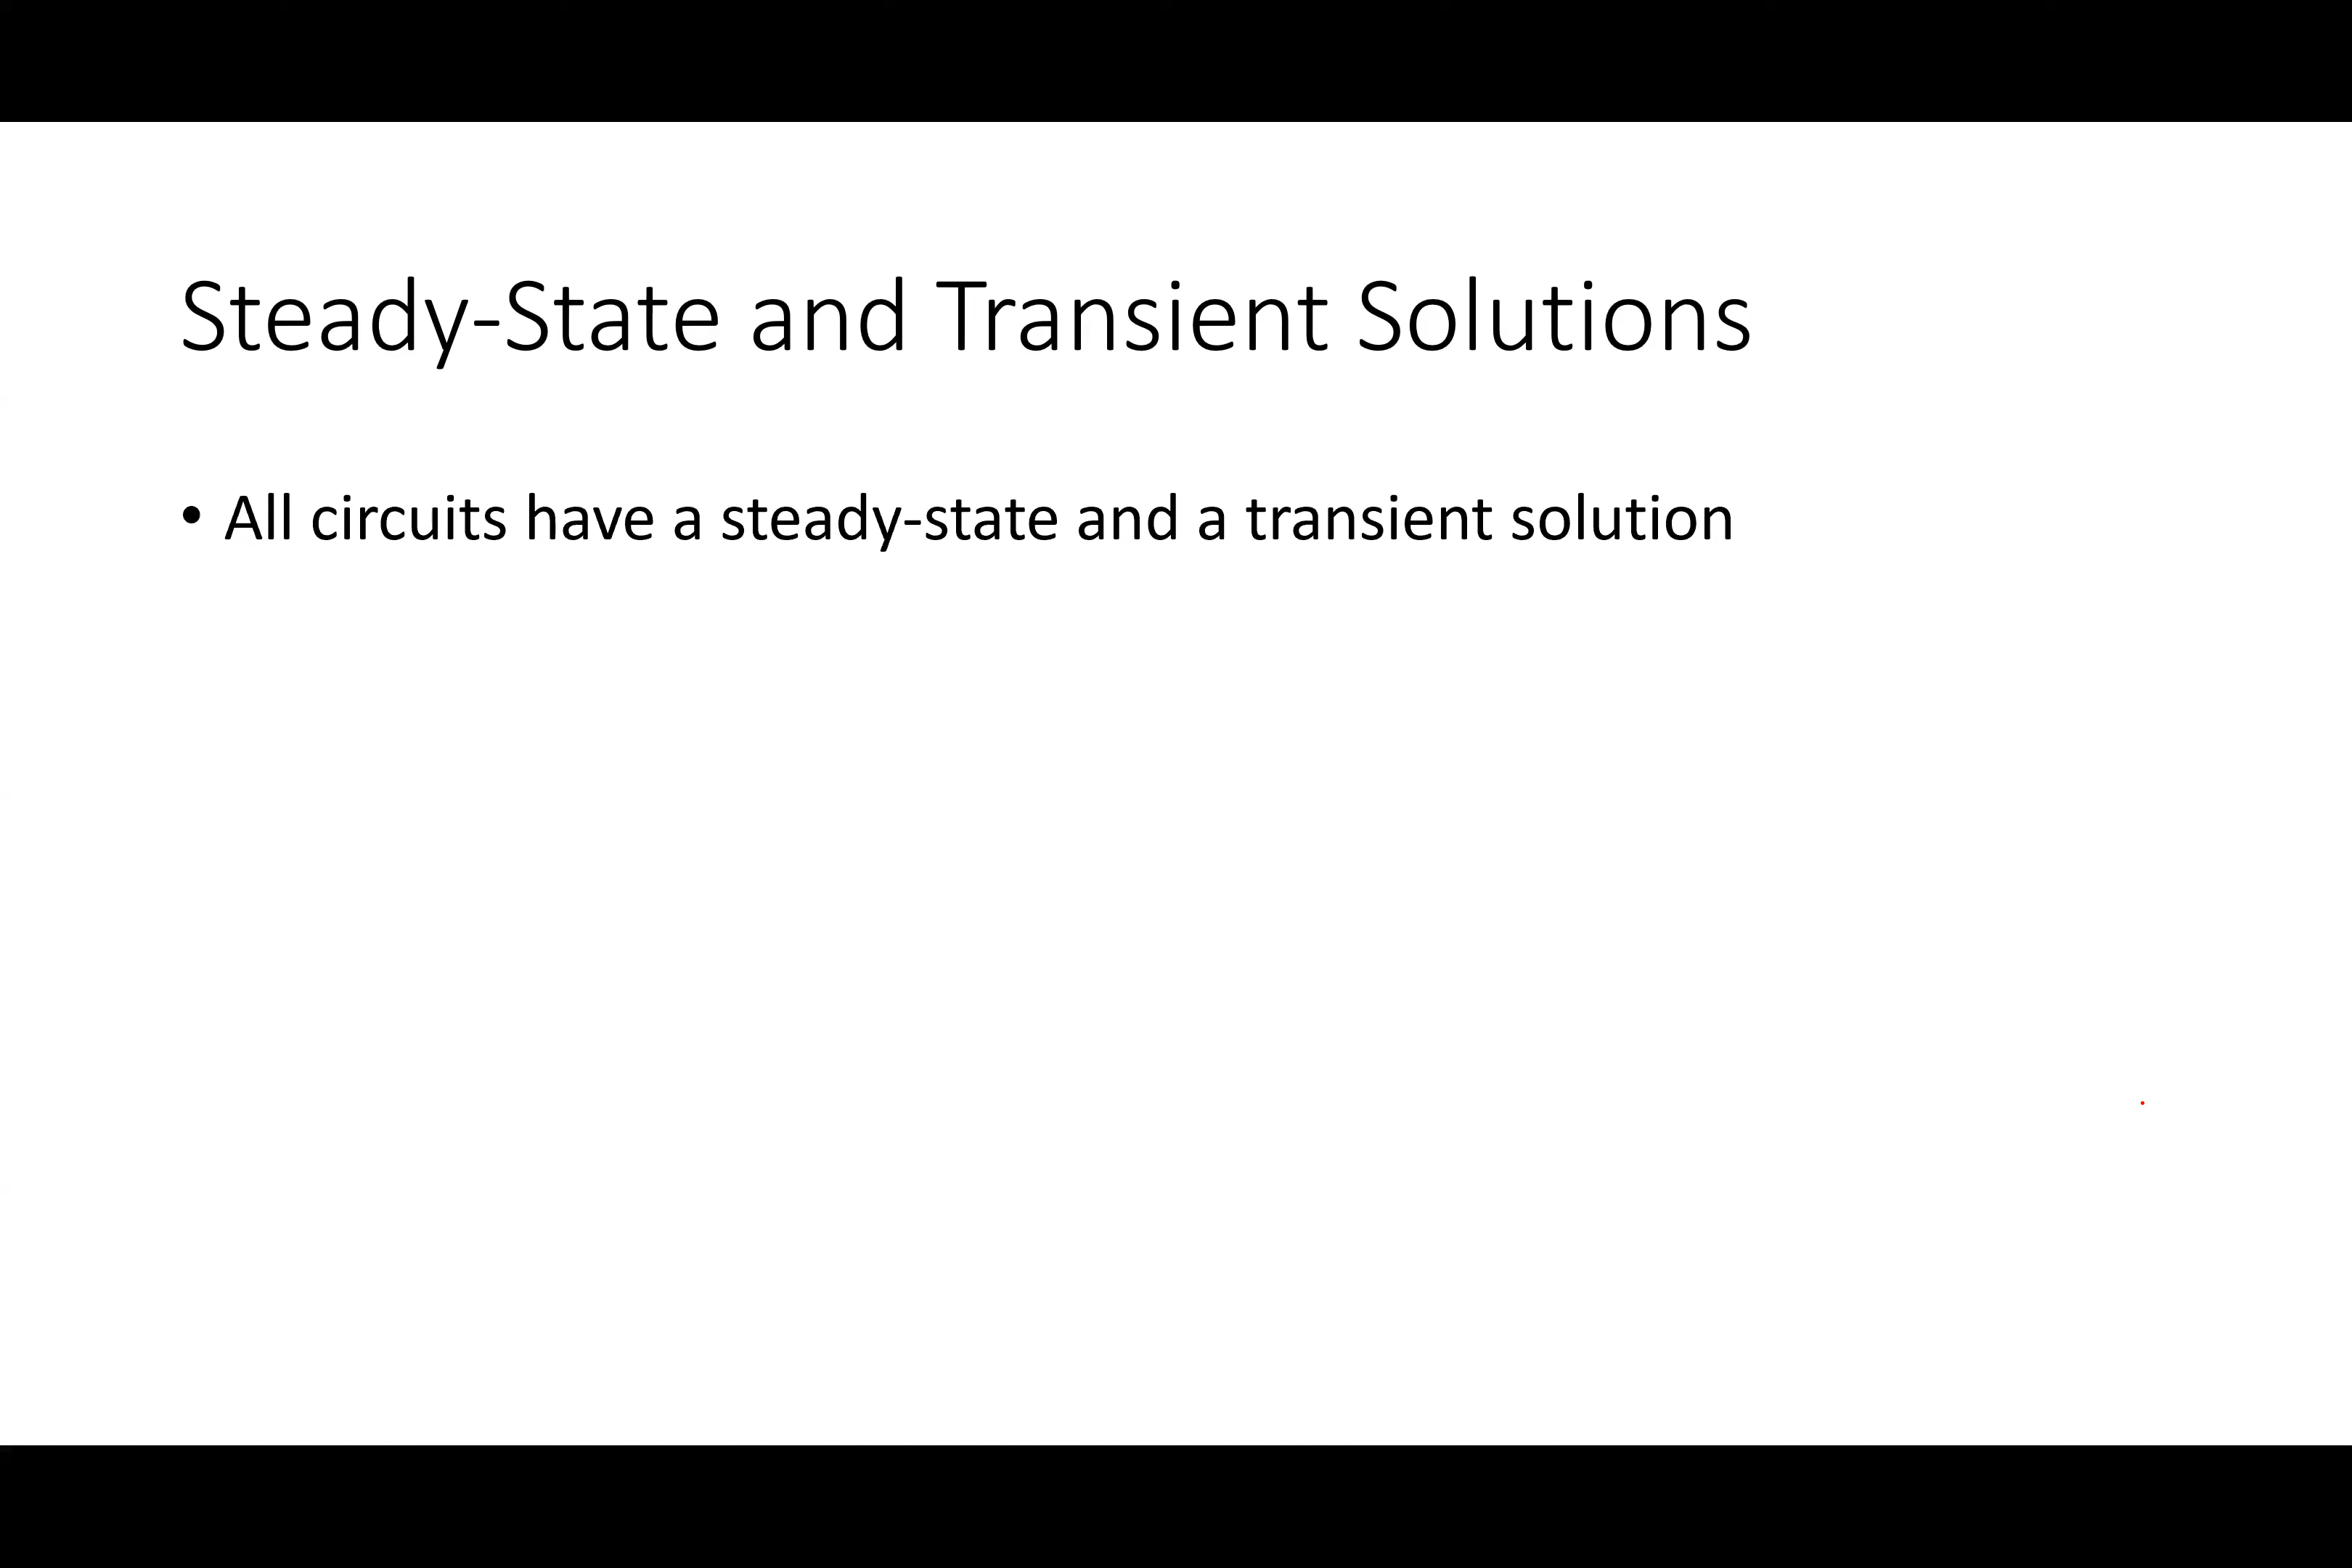 Steady-State and Transient Solutions
• All circuits have a steady-state and a transient solution